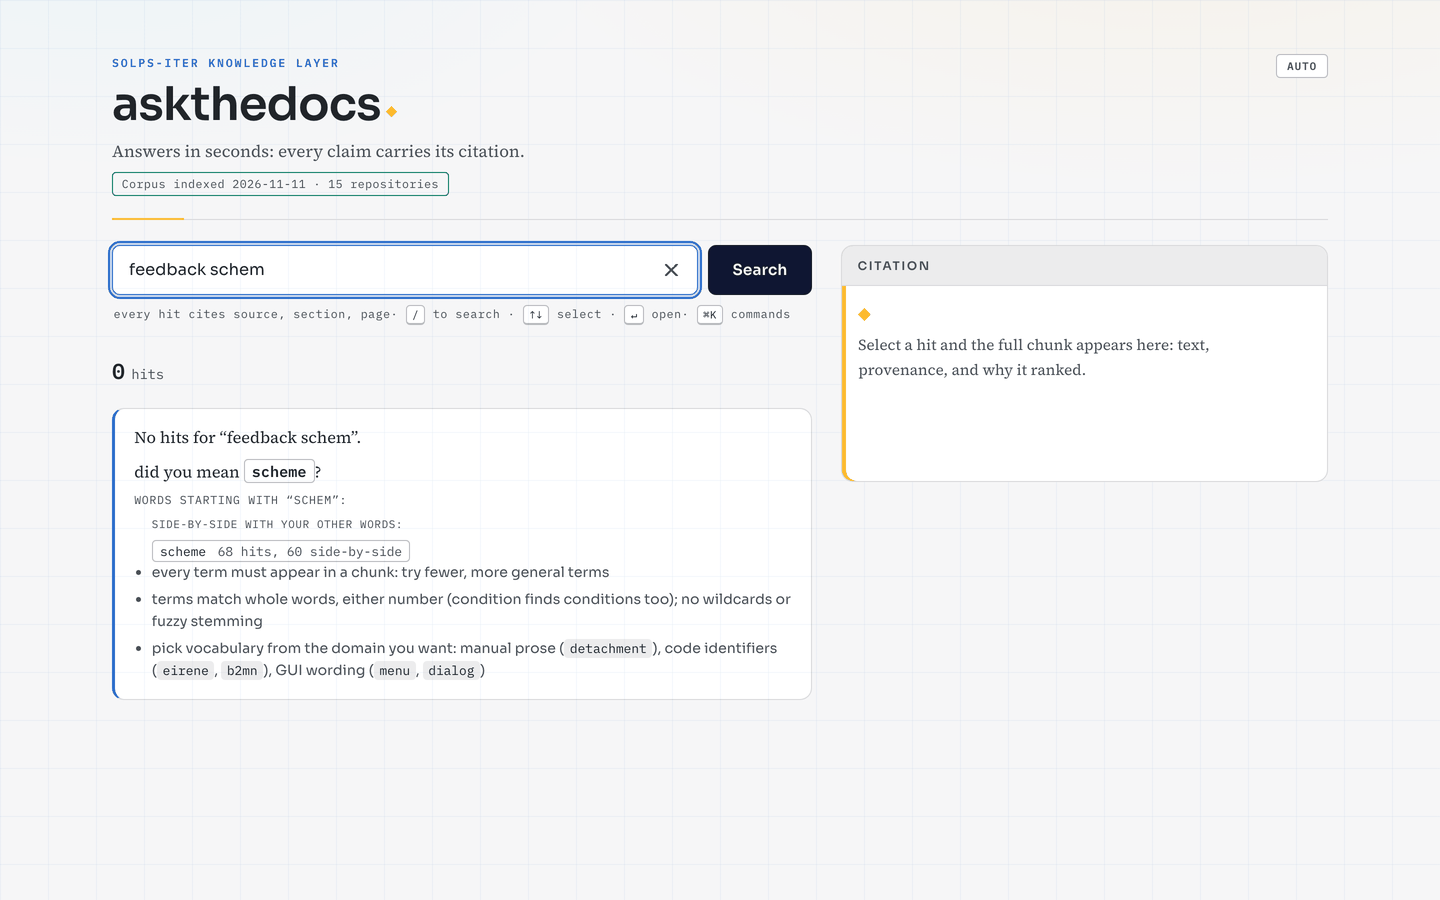 SOLPS-ITER KNOWLEDGE LAYER
AUTO
askthedocs
Answers in seconds: every claim carries its citation.
Corpus indexed 2026-11-11 · 15 repositories
feedback schem
Search
every hit cites source, section, page· / to search · ↑↓ select · ↵ open· ⌘K commands
0 hits
No hits for “feedback schem”.
did you mean scheme?
WORDS STARTING WITH “SCHEM”:
SIDE-BY-SIDE WITH YOUR OTHER WORDS:
scheme 68 hits, 60 side-by-side
• every term must appear in a chunk: try fewer, more general terms
• terms match whole words, either number (condition finds conditions too); no wildcards or
fuzzy stemming
• pick vocabulary from the domain you want: manual prose (detachment), code identifiers
(eirene, b2mn), GUI wording (menu, dialog)
CITATION
Select a hit and the full chunk appears here: text,
provenance, and why it ranked.